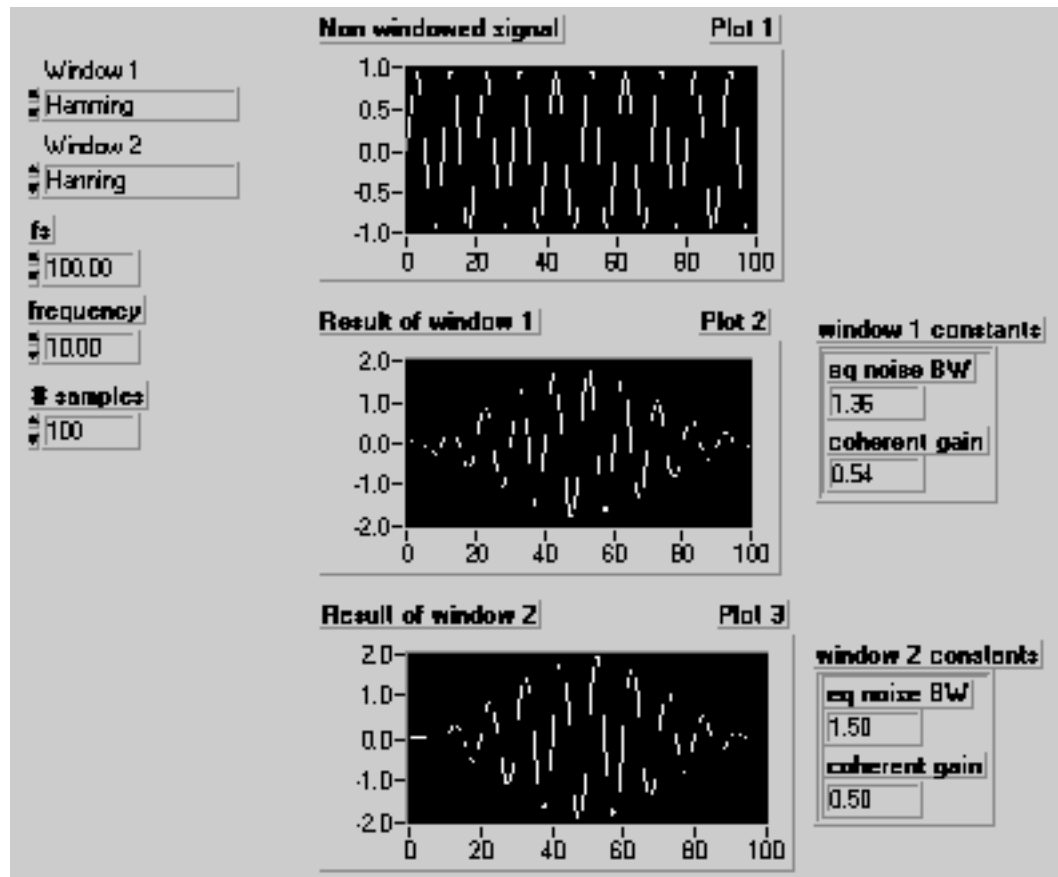 Window 1
Hamming
Window 2
Hanning
fs
100.00
frequency
10.00
# samples
100
Non windowed signal
Plot 1
1.0
0.5
0.0
-0.5
-1.0
0 20 40 60 80 100
Result of window 1
Plot 2
2.0
1.0
0.0
-1.0
-2.0
0 20 40 60 80 100
window 1 constants
eq noise BW
1.36
coherent gain
0.54
Result of window 2
Plot 3
2.0
1.0
0.0
-1.0
-2.0
0 20 40 60 80 100
window 2 constants
eq noise BW
1.50
coherent gain
0.50